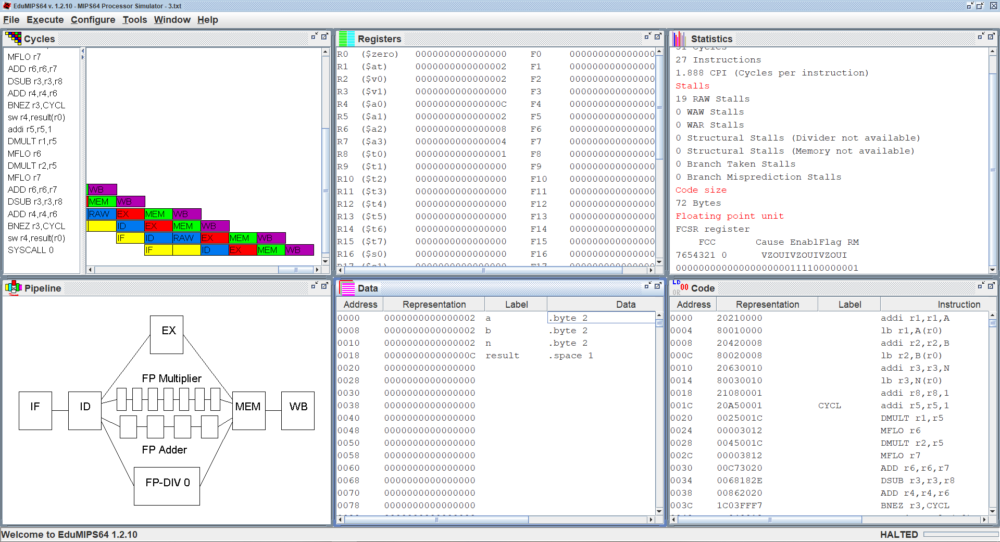 EduMIPS64 v. 1.2.10 - MIPS64 Processor Simulator - 3.txt
File Execute Configure Tools Window Help
Cycles
MFLO r7
ADD r6,r6,r7
DSUB r3,r3,r8
ADD r4,r4,r6
BNEZ r3,CYCL
sw r4,result(r0)
addi r5,r5,1
DMULT r1,r5
MFLO r6
DMULT r2,r5
MFLO r7
ADD r6,r6,r7 WB
DSUB r3,r3,r8 MEM WB
ADD r4,r4,r6 RAW EX MEM WB
BNEZ r3,CYCL ID EX MEM WB
sw r4,result(r0) IF ID RAW EX MEM WB
SYSCALL 0 IF ID EX MEM WB
Registers
R0 ($zero) 0000000000000000 F0 00000000000000
R1 ($at) 0000000000000002 F1 00000000000000
R2 ($v0) 0000000000000002 F2 00000000000000
R3 ($v1) 0000000000000000 F3 00000000000000
R4 ($a0) 000000000000000C F4 00000000000000
R5 ($a1) 0000000000000002 F5 00000000000000
R6 ($a2) 0000000000000008 F6 00000000000000
R7 ($a3) 0000000000000004 F7 00000000000000
R8 ($t0) 0000000000000001 F8 00000000000000
R9 ($t1) 0000000000000000 F9 00000000000000
R10 ($t2) 0000000000000000 F10 00000000000000
R11 ($t3) 0000000000000000 F11 00000000000000
R12 ($t4) 0000000000000000 F12 00000000000000
R13 ($t5) 0000000000000000 F13 00000000000000
R14 ($t6) 0000000000000000 F14 00000000000000
R15 ($t7) 0000000000000000 F15 00000000000000
R16 ($s0) 0000000000000000 F16 00000000000000
Statistics
51 Cycles
27 Instructions
1.888 CPI (Cycles per instruction)
Stalls
19 RAW Stalls
0 WAW Stalls
0 WAR Stalls
0 Structural Stalls (Divider not available)
0 Structural Stalls (Memory not available)
0 Branch Taken Stalls
0 Branch Misprediction Stalls
Code size
72 Bytes
Floating point unit
FCSR register
FCC Cause EnablFlag RM
7654321 0 VZOUIVZOUIVZOUI
00000000000000000000111100000001
Pipeline
EX
FP Multiplier
IF ID MEM WB
FP Adder
FP-DIV 0
Data
Address Representation Label Data
0000 0000000000000002 a .byte 2
0008 0000000000000002 b .byte 2
0010 0000000000000002 n .byte 2
0018 000000000000000C result .space 1
0020 0000000000000000
0028 0000000000000000
0030 0000000000000000
0038 0000000000000000
0040 0000000000000000
0048 0000000000000000
0050 0000000000000000
0058 0000000000000000
0060 0000000000000000
0068 0000000000000000
0070 0000000000000000
0078 0000000000000000
Code
Address Representation Label Instruction
0000 20210000 addi r1,r1,A
0004 80010000 lb r1,A(r0)
0008 20420008 addi r2,r2,B
000C 80020008 lb r2,B(r0)
0010 20630010 addi r3,r3,N
0014 80030010 lb r3,N(r0)
0018 21080001 addi r8,r8,1
001C 20A50001 CYCL addi r5,r5,1
0020 0025001C DMULT r1,r5
0024 00003012 MFLO r6
0028 0045001C DMULT r2,r5
002C 00003812 MFLO r7
0030 00C73020 ADD r6,r6,r7
0034 0068182E DSUB r3,r3,r8
0038 00862020 ADD r4,r4,r6
003C 1C03FFF7 BNEZ r3,CYCL
Welcome to EduMIPS64 1.2.10
HALTED